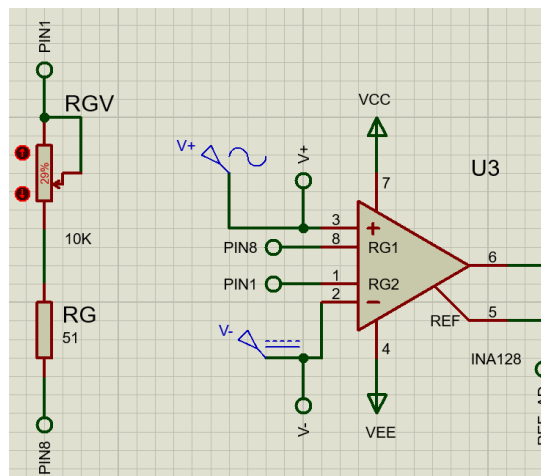 PIN1
RGV
29%
10K
RG
51
PIN8
V+
V+
VCC
7
U3
3
+
PIN8
8
RG1
PIN1
1
RG2
2
−
6
REF
5
V-
4
INA128
V-
VEE